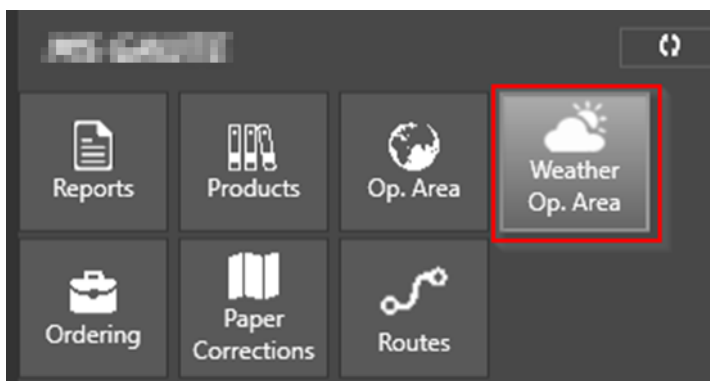 Reports
Products
Op. Area
Weather
Op. Area
Ordering
Paper
Corrections
Routes